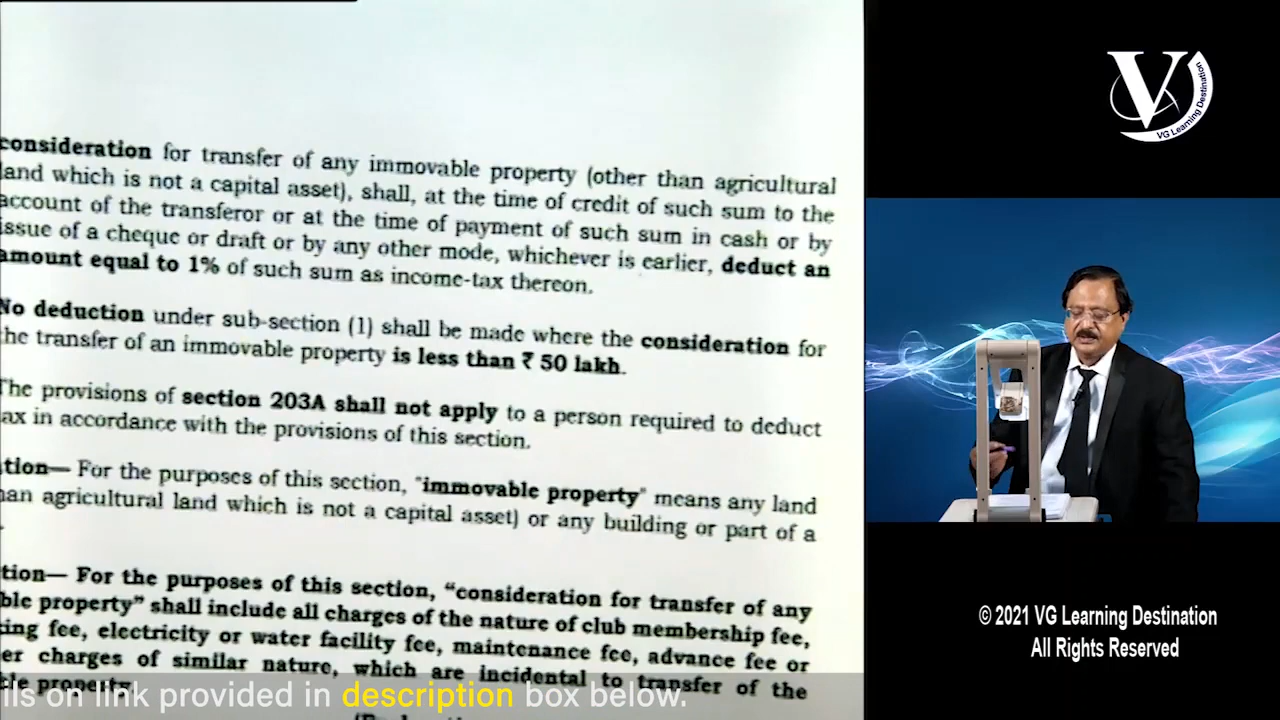 consideration for transfer of any immovable property (other than agricultural
land which is not a capital asset), shall, at the time of credit of such sum to the
account of the transferor or at the time of payment of such sum in cash or by
issue of a cheque or draft or by any other mode, whichever is earlier, deduct an
amount equal to 1% of such sum as income-tax thereon.
No deduction under sub-section (1) shall be made where the consideration for
the transfer of an immovable property is less than ₹ 50 lakh.
The provisions of section 203A shall not apply to a person required to deduct
tax in accordance with the provisions of this section.
tion— For the purposes of this section, "immovable property" means any land
han agricultural land which is not a capital asset) or any building or part of a
tion— For the purposes of this section, "consideration for transfer of any
ble property" shall include all charges of the nature of club membership fee,
king fee, electricity or water facility fee, maintenance fee, advance fee or
er charges of similar nature, which are incidental to transfer of the
ble property.
ils on link provided in description box below.
V
VG Learning Destination
© 2021 VG Learning Destination
All Rights Reserved